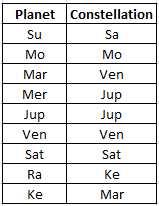 Planet Constellation
Su Sa
Mo Mo
Mar Ven
Mer Jup
Jup Jup
Ven Ven
Sat Sat
Ra Ke
Ke Mar